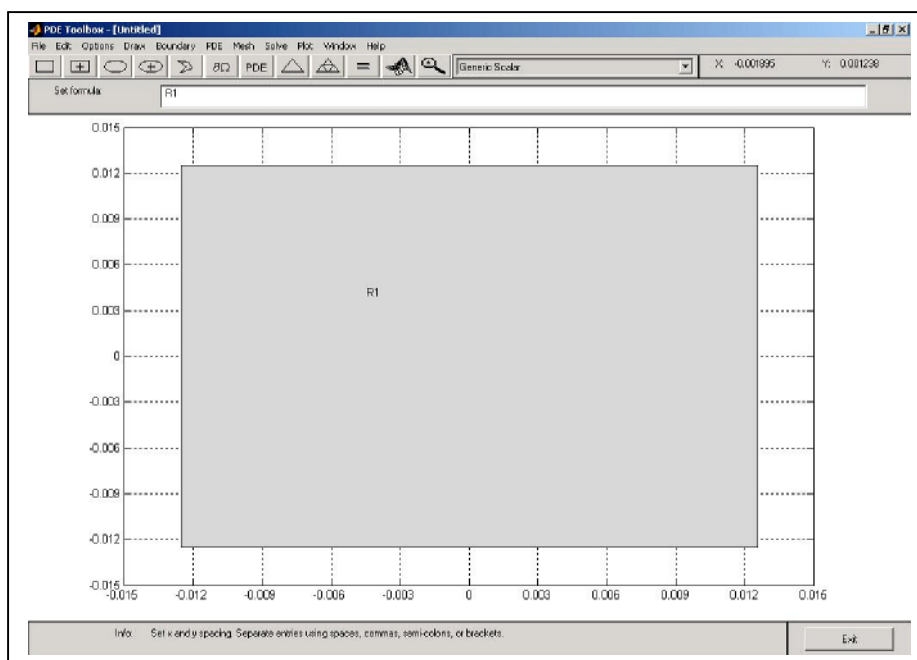 PDE Toolbox - [Untitled]
File Edit Options Draw Boundary PDE Mesh Solve Plot Window Help
∂Ω PDE Generic Scalar X: -0.001995 Y: 0.001238
Set formula: R1
0.015
0.012
0.009
0.006
R1
0.003
0
-0.003
-0.006
-0.009
-0.012
-0.015
-0.015 -0.012 -0.009 -0.006 -0.003 0 0.003 0.006 0.009 0.012 0.015
Info: Set x and y spacing. Separate entries using spaces, commas, semi-colons, or brackets.
Exit